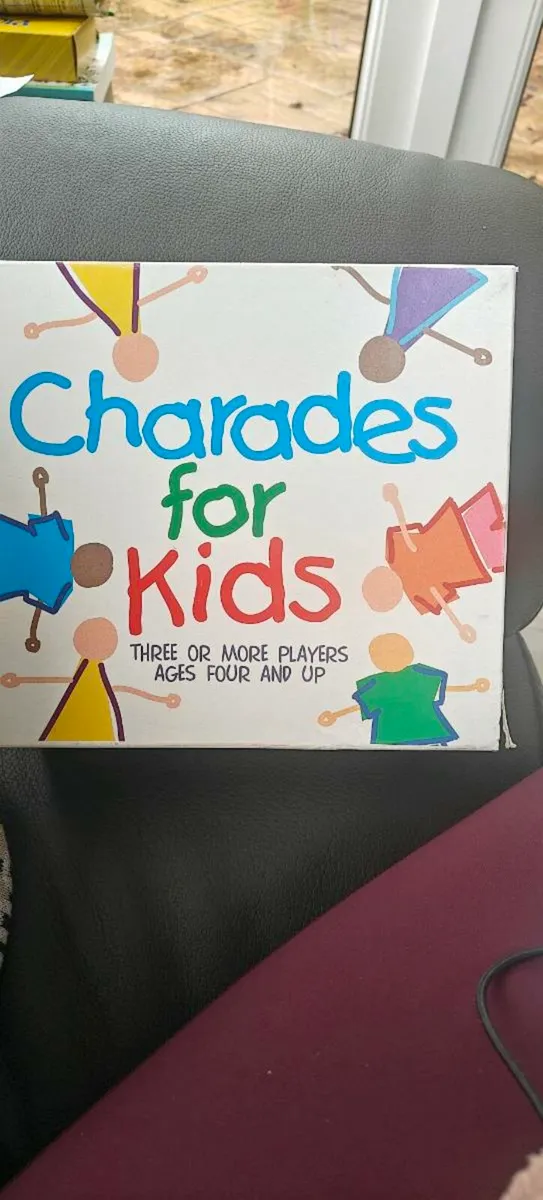 Charades
for
Kids
THREE OR MORE PLAYERS
AGES FOUR AND UP